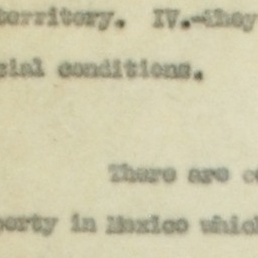 territory. IV.-They
cial conditions.
There are
perty in Mexico which